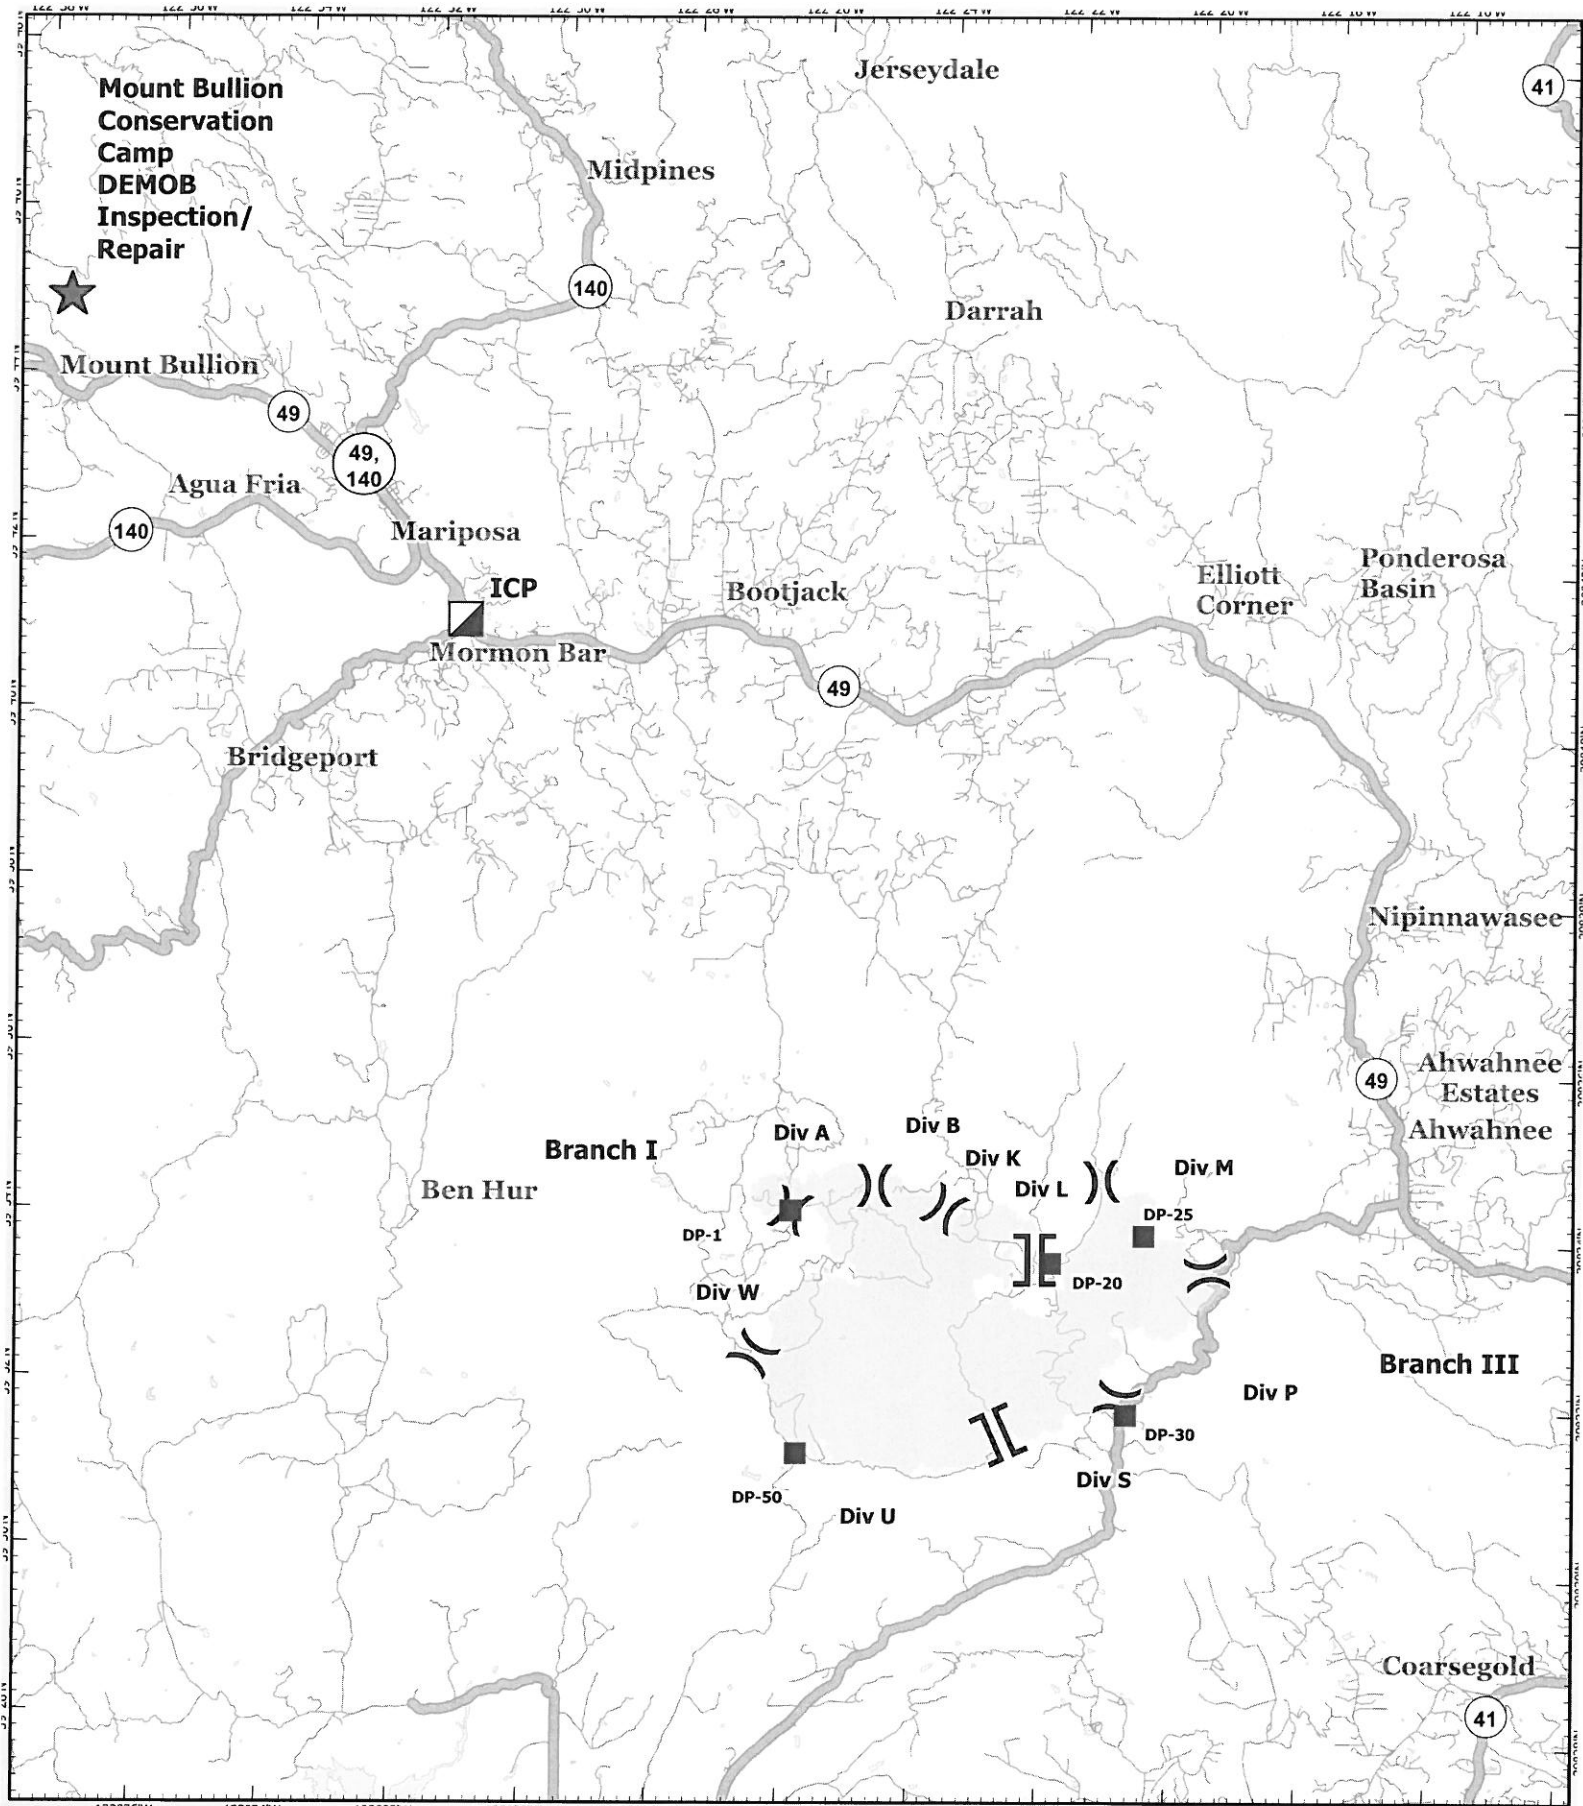 Jerseydale
41
Mount Bullion
Conservation
Camp
DEMOB
Inspection/
Repair
Midpines
140
Darrah
Mount Bullion
49
49,
140
Agua Fria
140
Mariposa
ICP
Bootjack
Elliott
Corner
Ponderosa
Basin
Mormon Bar
49
Bridgeport
Nipinnawasee
49
Ahwahnee
Estates
Ahwahnee
Branch I
Div A
Div B
Div K
Div L
Div M
Ben Hur
DP-1
DP-25
DP-20
Div W
Branch III
Div P
DP-30
Div S
DP-50
Div U
Coarsegold
41